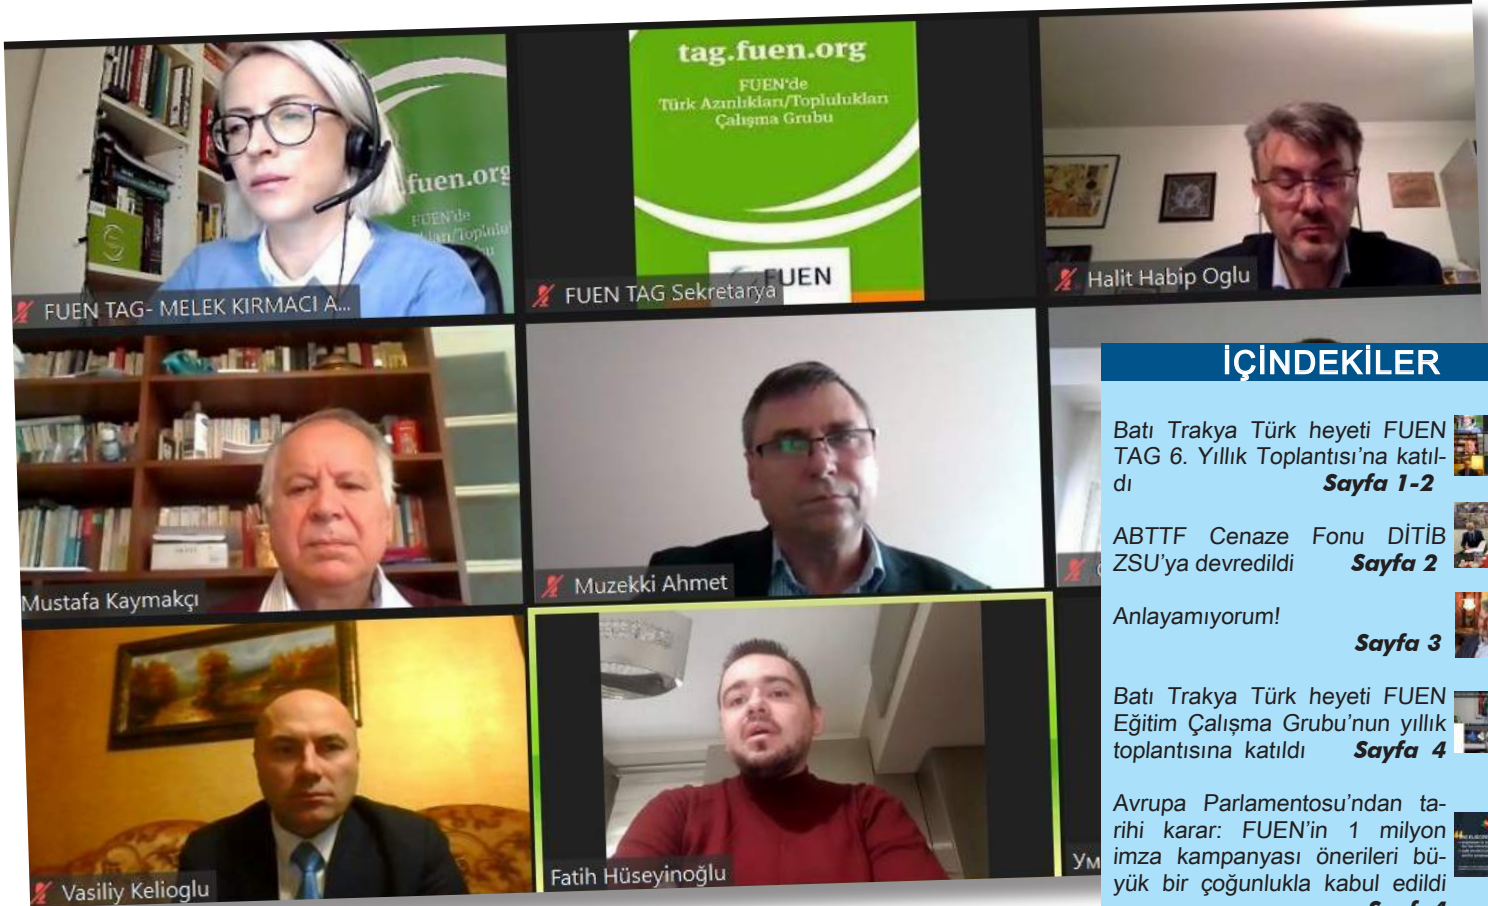 fuen.org
FUEN'de
FUEN TAG- MELEK KIRMACI A...
tag.fuen.org
FUEN'de
Türk Azınlıkları/Toplulukları
Çalışma Grubu
FUEN
FUEN TAG Sekretarya
Halit Habip Oglu
Mustafa Kaymakçı
Muzekki Ahmet
Vasiliy Kelioglu
Fatih Hüseyinoğlu
Ум
İÇİNDEKİLER
Batı Trakya Türk heyeti FUEN
TAG 6. Yıllık Toplantısı’na katıl-
dı Sayfa 1-2
ABTTF Cenaze Fonu DİTİB
ZSU’ya devredildi Sayfa 2
Anlayamıyorum!
Sayfa 3
Batı Trakya Türk heyeti FUEN
Eğitim Çalışma Grubu’nun yıllık
toplantısına katıldı Sayfa 4
Avrupa Parlamentosu’ndan ta-
rihi karar: FUEN’in 1 milyon
imza kampanyası önerileri bü-
yük bir çoğunlukla kabul edildi